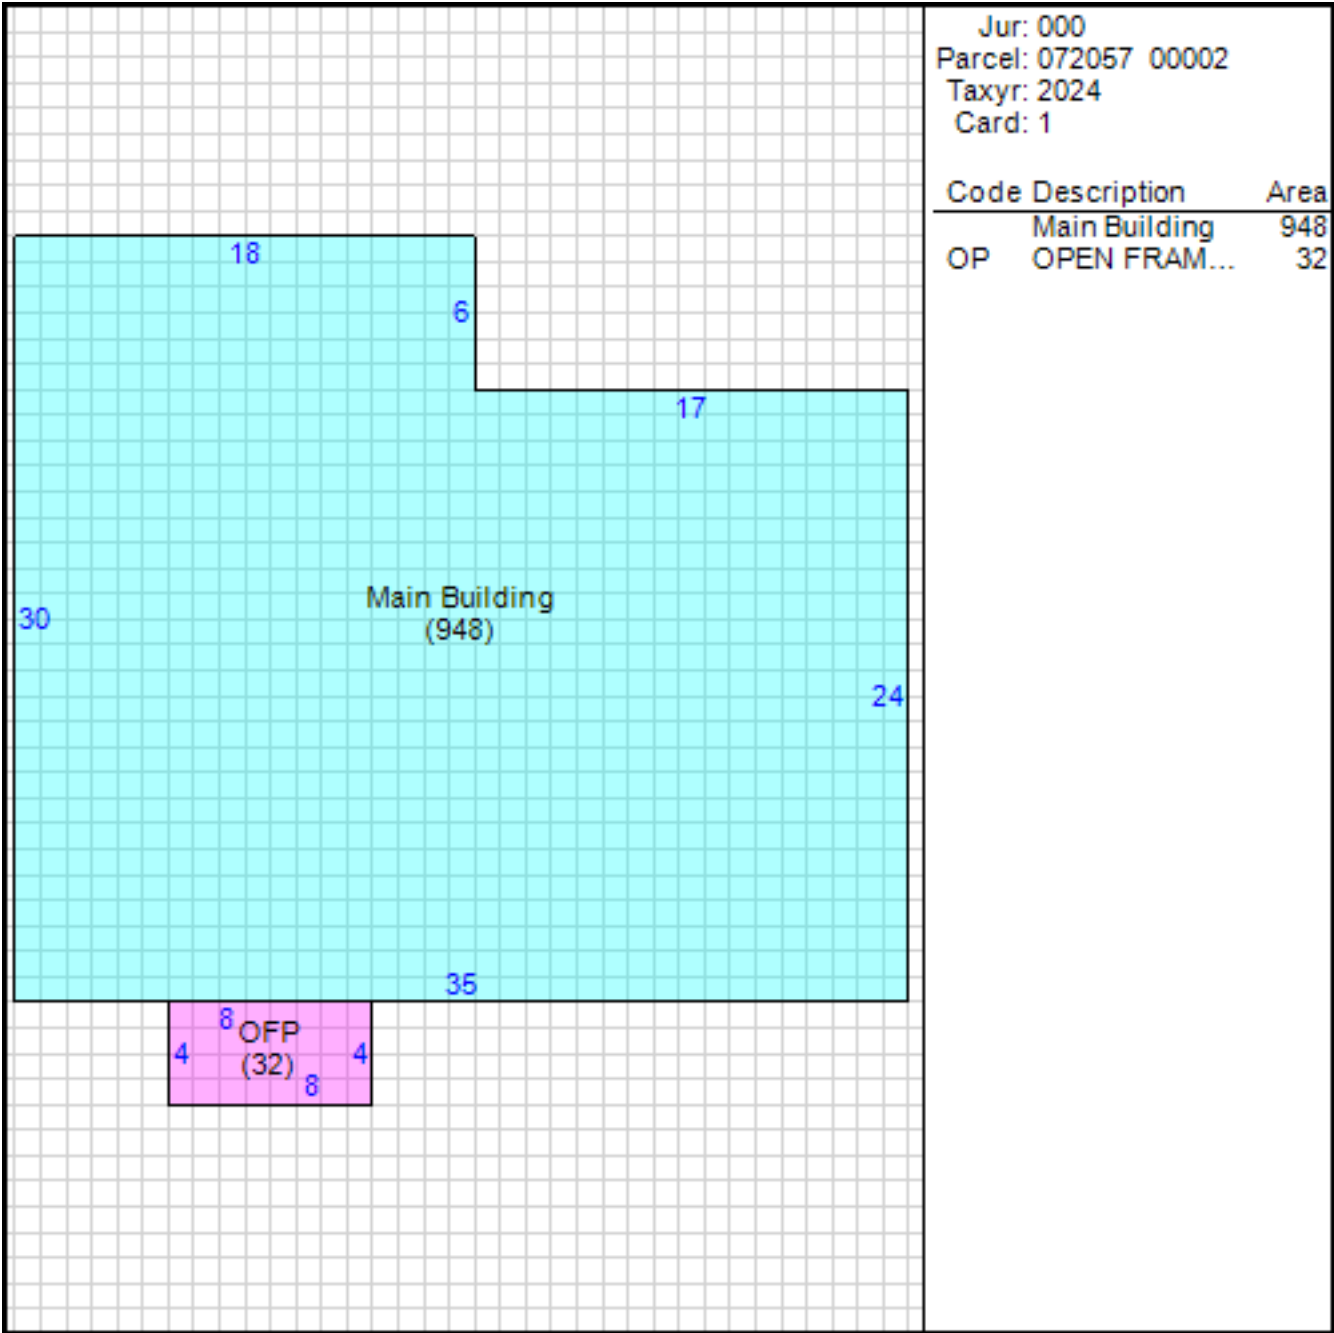 Jur: 000
Parcel: 072057 00002
Taxyr: 2024
Card: 1
Code Description Area
Main Building 948
OP OPEN FRAM... 32
18
6
17
30
Main Building
(948)
24
35
8
OFP
4
4
(32)
8